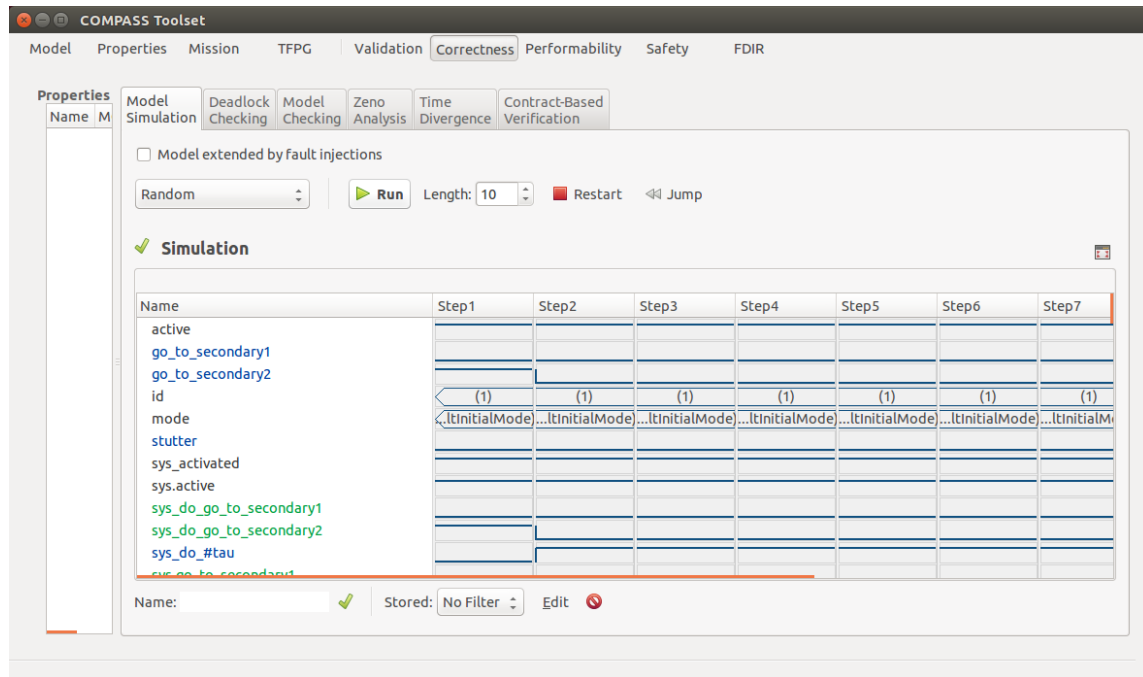 COMPASS Toolset
Model Properties Mission TFPG Validation Correctness Performability Safety FDIR
Properties
Name M
Model Simulation
Deadlock Checking
Model Checking
Zeno Analysis
Time Divergence
Contract-Based Verification
Model extended by fault injections
Random Run Length: 10 Restart Jump
Simulation
Name Step1 Step2 Step3 Step4 Step5 Step6 Step7
active
go_to_secondary1
go_to_secondary2
id (1) (1) (1) (1) (1) (1) (1)
mode ...ltInitialMode) ...ltInitialMode) ...ltInitialMode) ...ltInitialMode) ...ltInitialMode) ...ltInitialMode) ...ltInitialM
stutter
sys_activated
sys.active
sys_do_go_to_secondary1
sys_do_go_to_secondary2
sys_do_#tau
sys.go_to_secondary1
Name: Stored: No Filter Edit